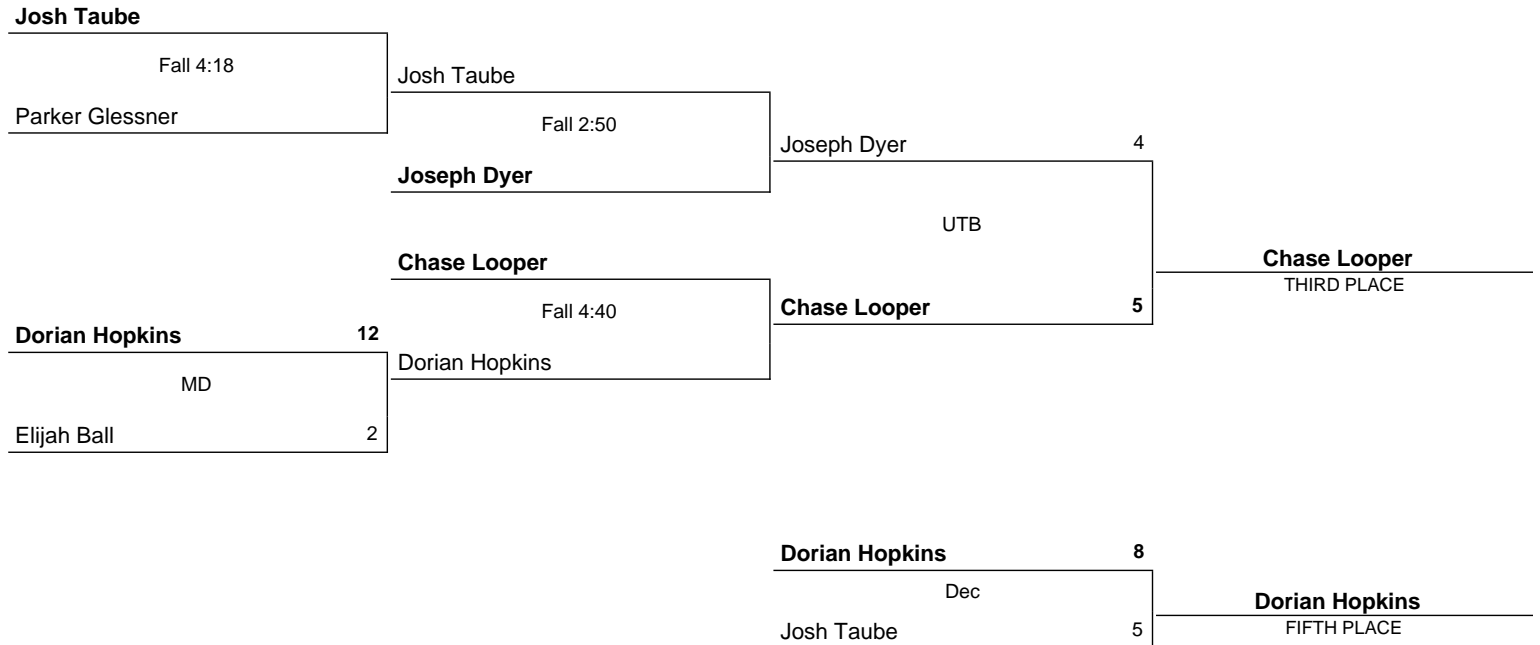 Josh Taube
Fall 4:18
Parker Glessner
Josh Taube
Fall 2:50
Joseph Dyer
Joseph Dyer 4
UTB
Chase Looper 5
Chase Looper
THIRD PLACE
Chase Looper
Fall 4:40
Dorian Hopkins
Dorian Hopkins 12
MD
Elijah Ball 2
Dorian Hopkins 8
Dec
Josh Taube 5
Dorian Hopkins
FIFTH PLACE